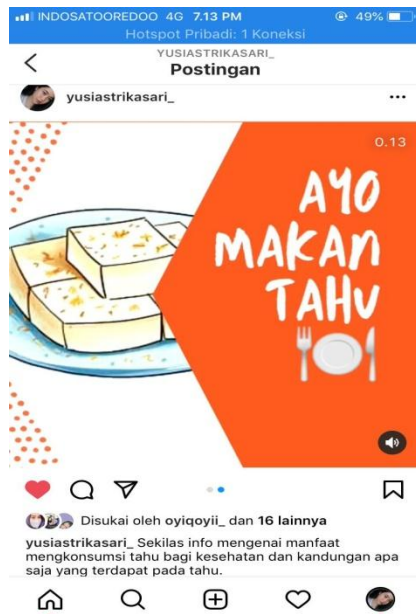 INDOSATOOREDOO 4G 7.13 PM 49%
Hotspot Pribadi: 1 Koneksi
YUSIASTRIKASARI_
Postingan
yusiastrikasari_
0.13
AYO
MAKAN
TAHU
Disukai oleh oyiqoyii_ dan 16 lainnya
yusiastrikasari_ Sekilas info mengenai manfaat
mengkonsumsi tahu bagi kesehatan dan kandungan apa
saja yang terdapat pada tahu.